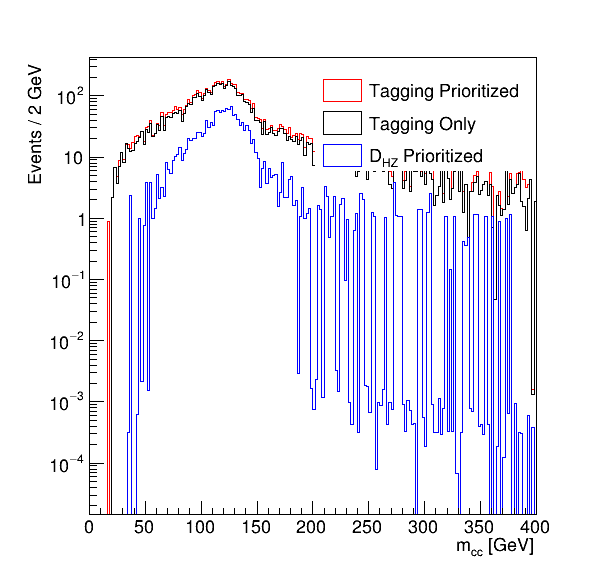 Events / 2 GeV
10²
10
1
10⁻¹
10⁻²
10⁻³
10⁻⁴
Tagging Prioritized
Tagging Only
D_HZ Prioritized
0 50 100 150 200 250 300 350 400
m_cc [GeV]